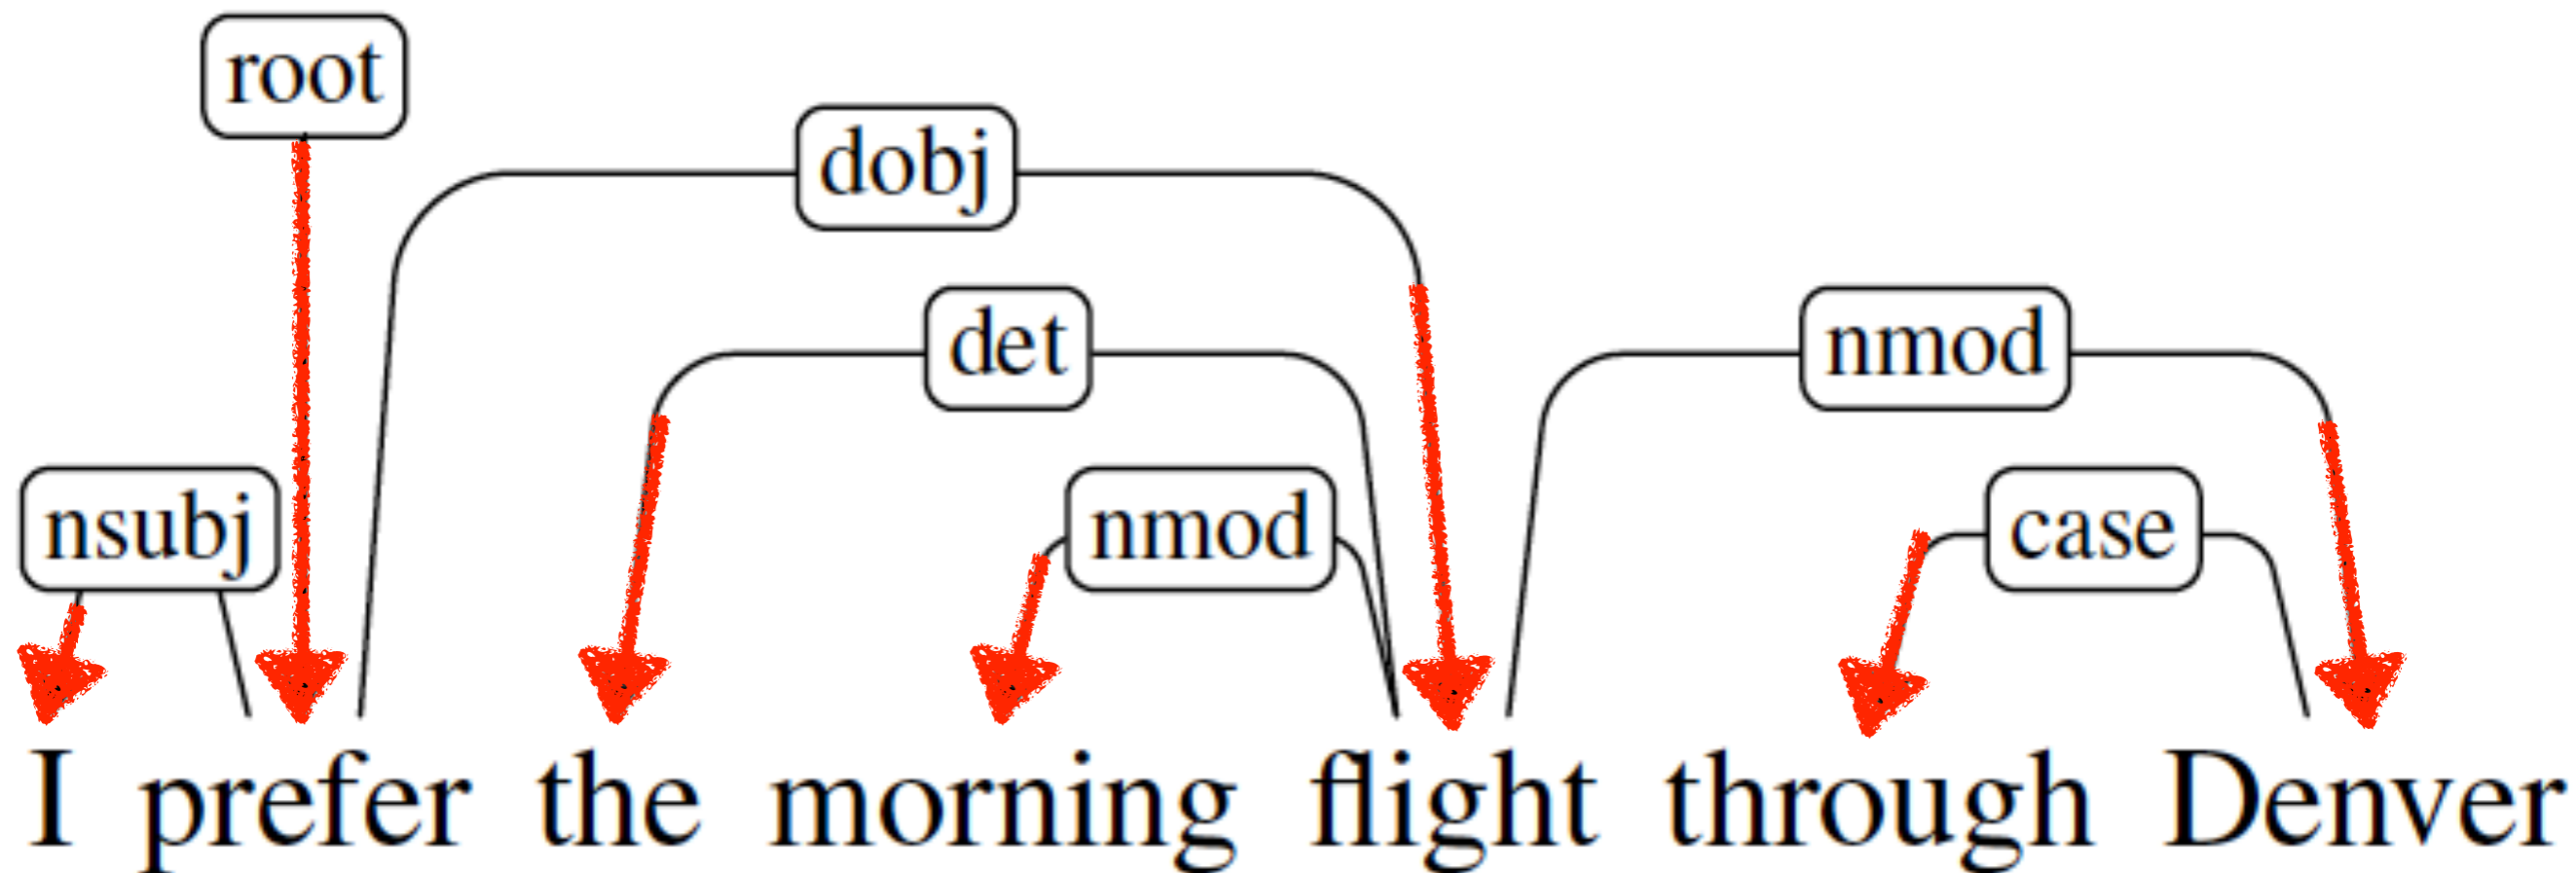 root
dobj
det
nmod
nsubj
nmod
case
I prefer the morning flight through Denver